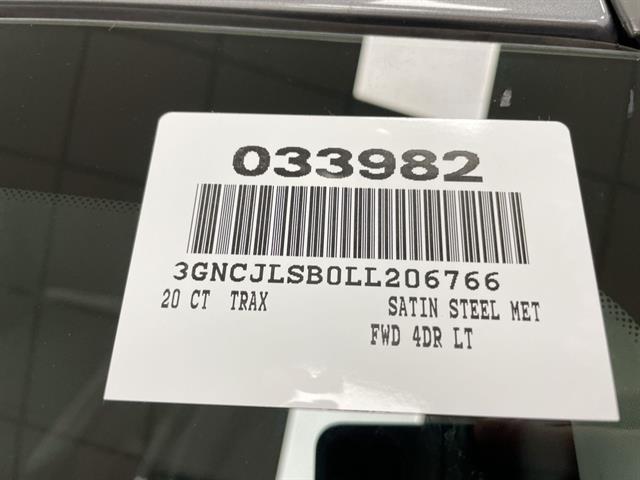 033982
3GNCJLSB0LL206766
20 CT TRAX SATIN STEEL MET
FWD 4DR LT